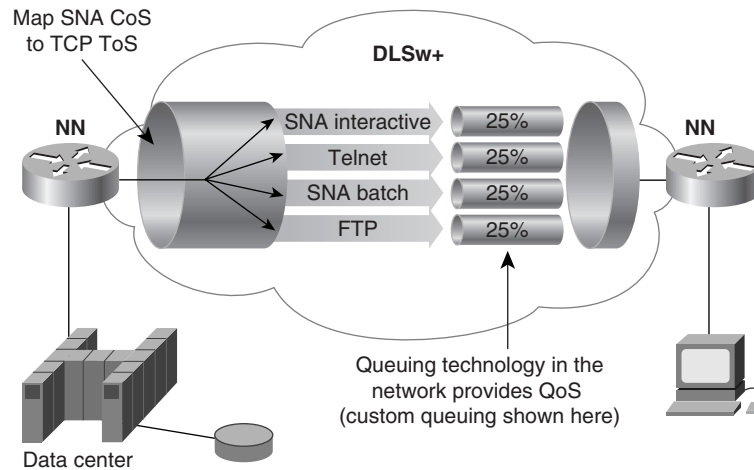 Map SNA CoS
to TCP ToS
DLSw+
NN
NN
SNA interactive
25%
Telnet
25%
SNA batch
25%
FTP
25%
Queuing technology in the
network provides QoS
(custom queuing shown here)
Data center